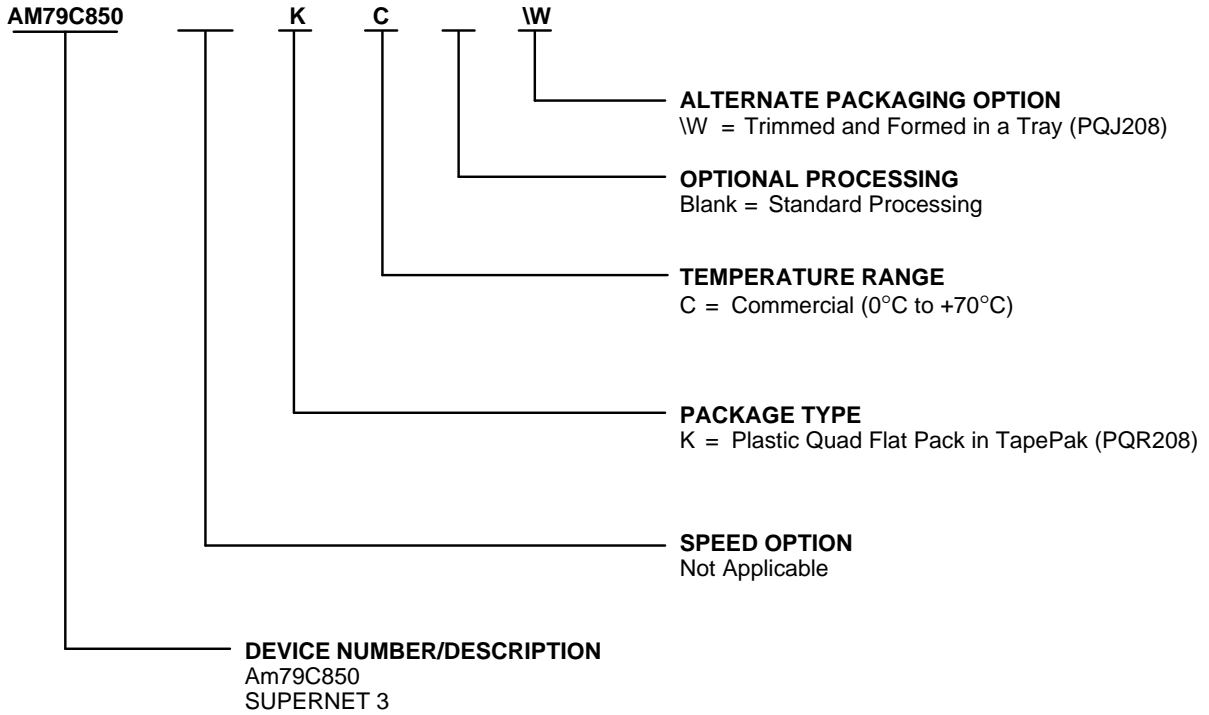 AM79C850 K C \W
ALTERNATE PACKAGING OPTION
\W = Trimmed and Formed in a Tray (PQJ208)
OPTIONAL PROCESSING
Blank = Standard Processing
TEMPERATURE RANGE
C = Commercial (0°C to +70°C)
PACKAGE TYPE
K = Plastic Quad Flat Pack in TapePak (PQR208)
SPEED OPTION
Not Applicable
DEVICE NUMBER/DESCRIPTION
Am79C850
SUPERNET 3